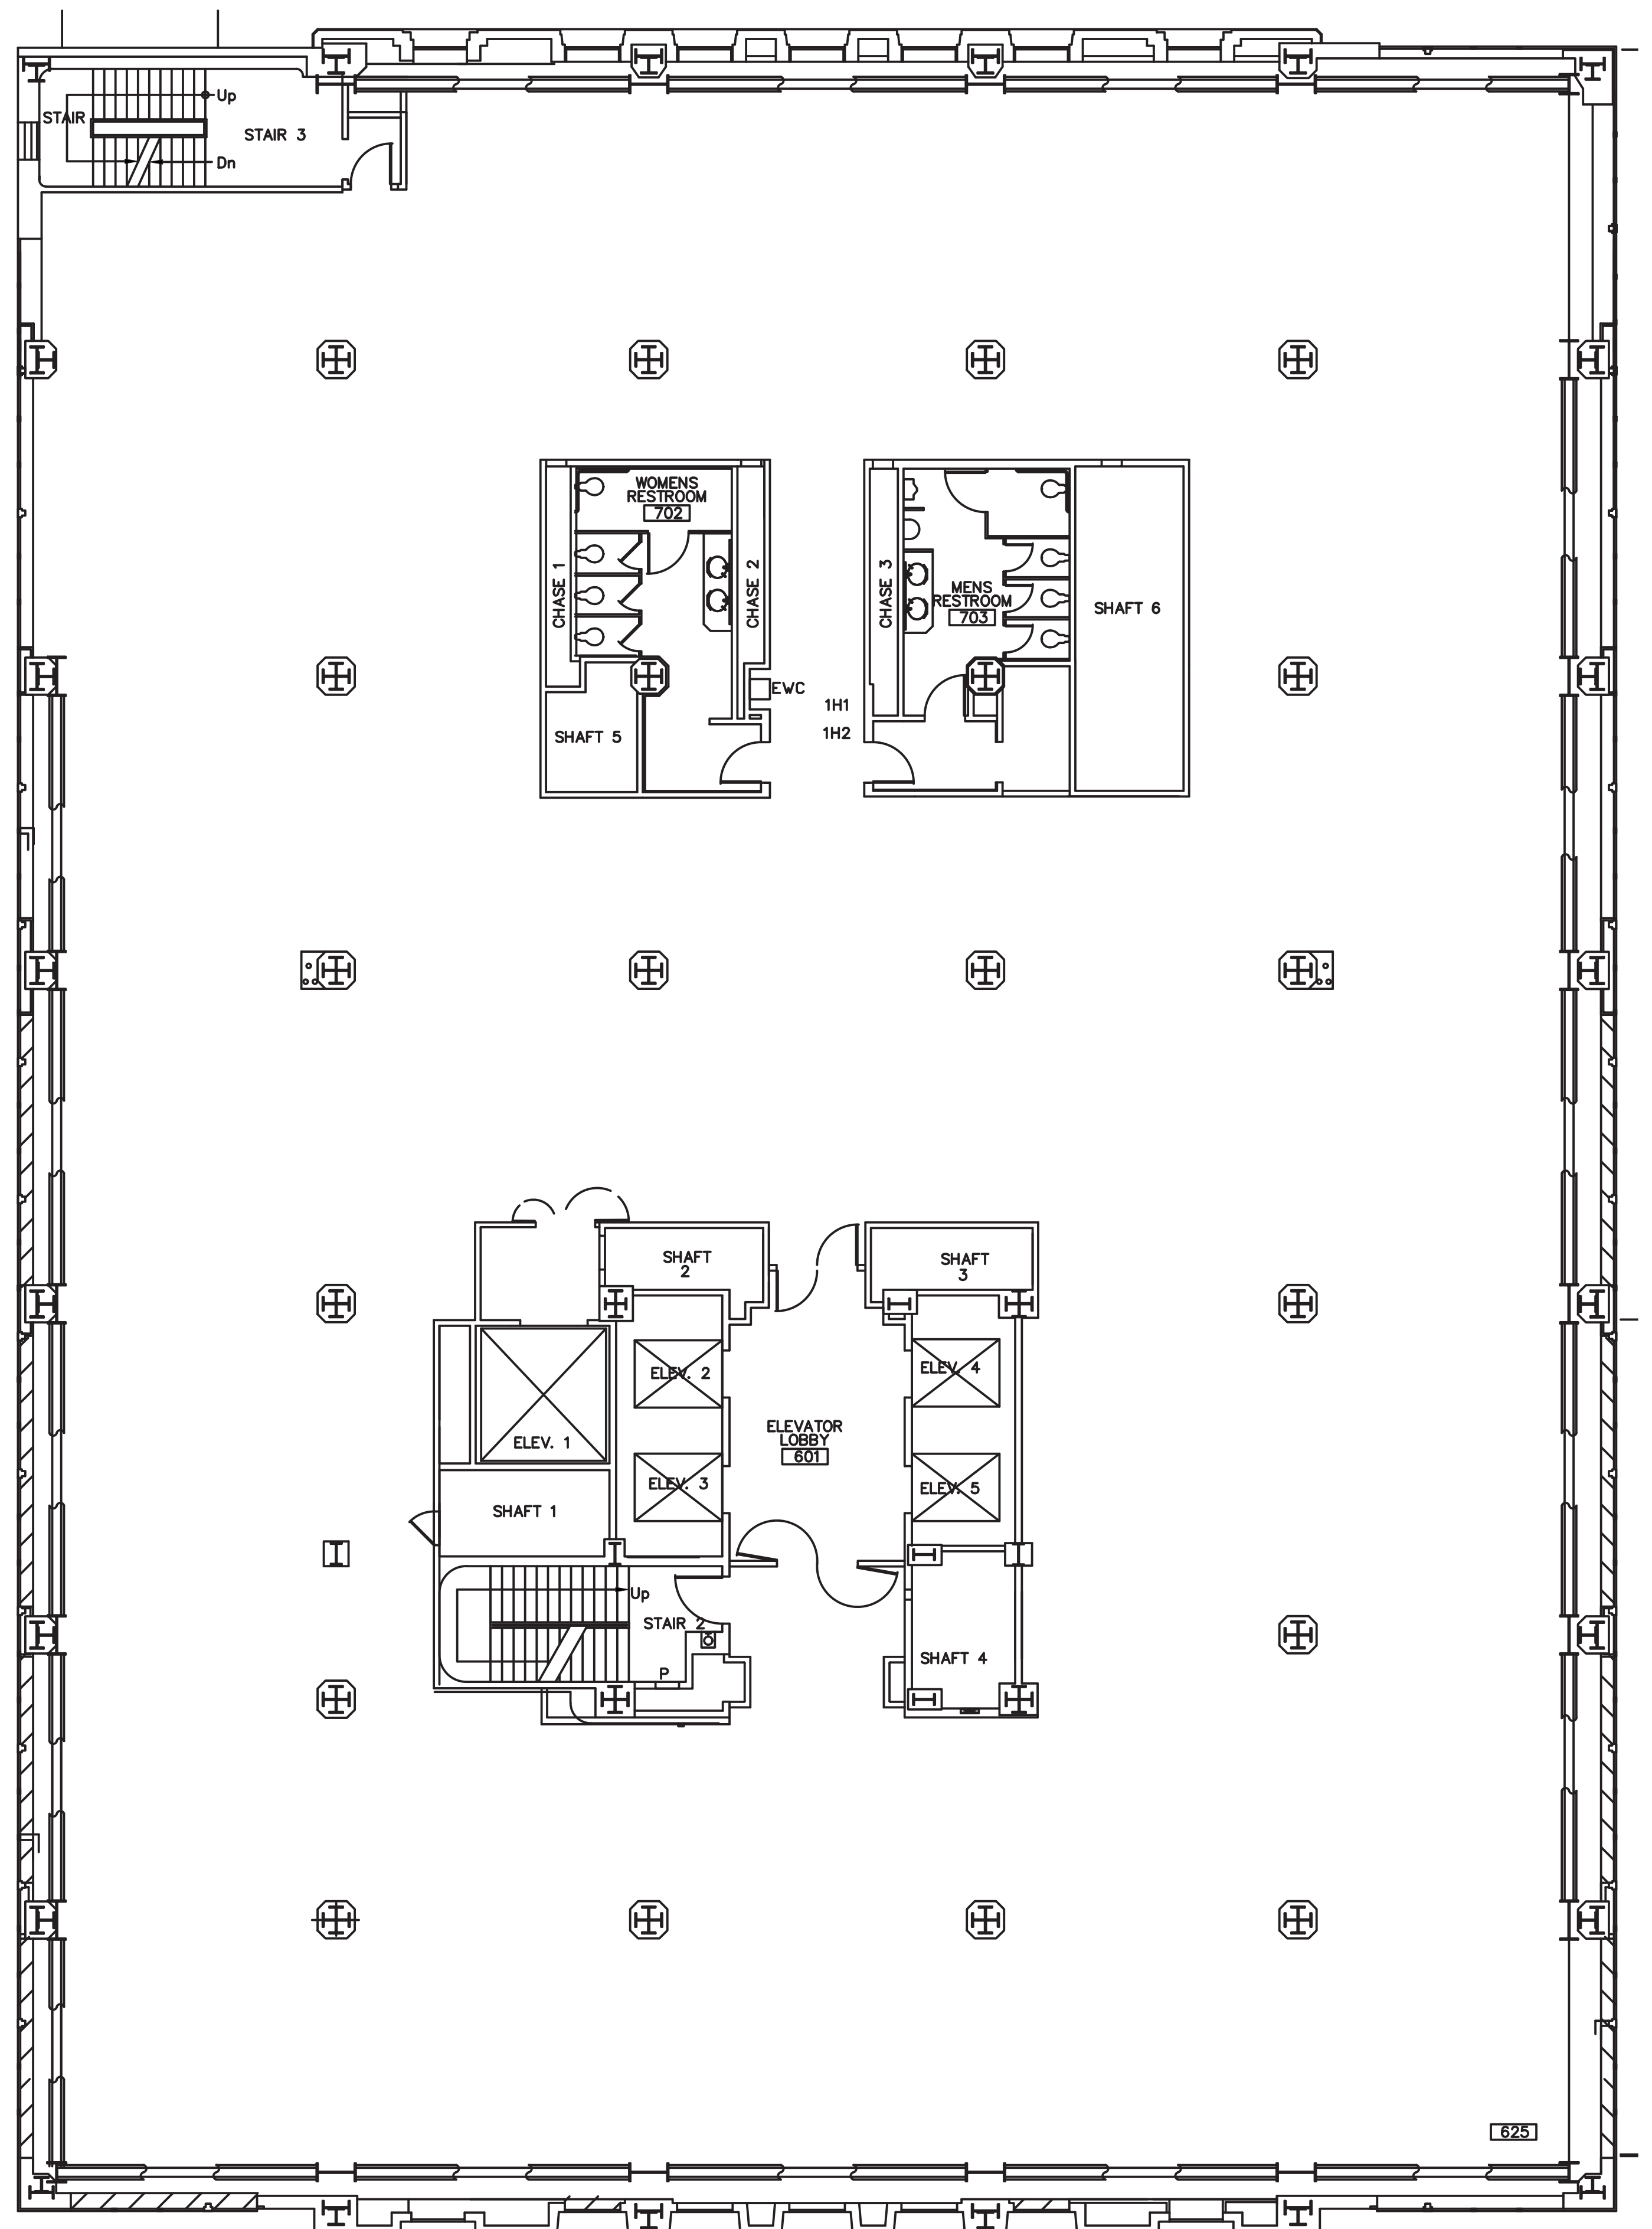 Up
STAIR
STAIR 3
Dn
WOMENS
RESTROOM
702
CHASE 1
CHASE 2
CHASE 3
MENS
RESTROOM
703
SHAFT 6
EWC
1H1
1H2
SHAFT 5
SHAFT
2
SHAFT
3
ELEV. 2
ELEV. 4
ELEVATOR
LOBBY
601
ELEV. 1
ELEV. 3
ELEV. 5
SHAFT 1
Up
STAIR 2
P
SHAFT 4
625